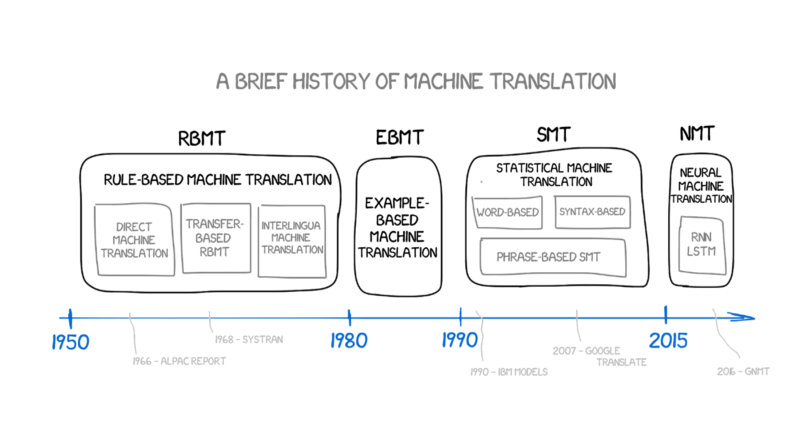 A BRIEF HISTORY OF MACHINE TRANSLATION
RBMT
EBMT
SMT
NMT
RULE-BASED MACHINE TRANSLATION
DIRECT
MACHINE
TRANSLATION
TRANSFER-
BASED
RBMT
INTERLINGUA
MACHINE
TRANSLATION
EXAMPLE-
BASED
MACHINE
TRANSLATION
STATISTICAL MACHINE
TRANSLATION
WORD-BASED
SYNTAX-BASED
PHRASE-BASED SMT
NEURAL
MACHINE
TRANSLATION
RNN
LSTM
1950
1980
1990
2015
1966 - ALPAC REPORT
1968 - SYSTRAN
1990 - IBM MODELS
2007 - GOOGLE
TRANSLATE
2016 - GNMT